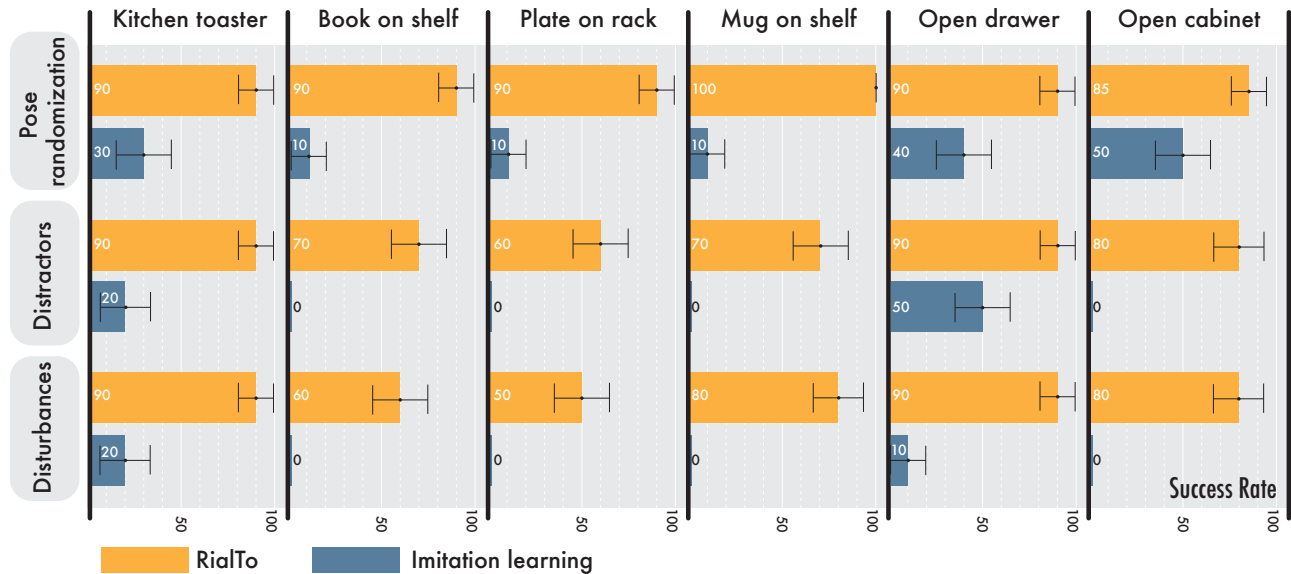 Kitchen toaster Book on shelf Plate on rack Mug on shelf Open drawer Open cabinet
Pose
randomization
90 90 90 100 90 85
30 10 10 10 40 50
Distractors
90 70 60 70 90 80
20 0 0 0 50 0
Disturbances
90 60 50 80 90 80
20 0 0 0 10 0
Success Rate
50 100 50 100 50 100 50 100 50 100 50 100
RialTo Imitation learning